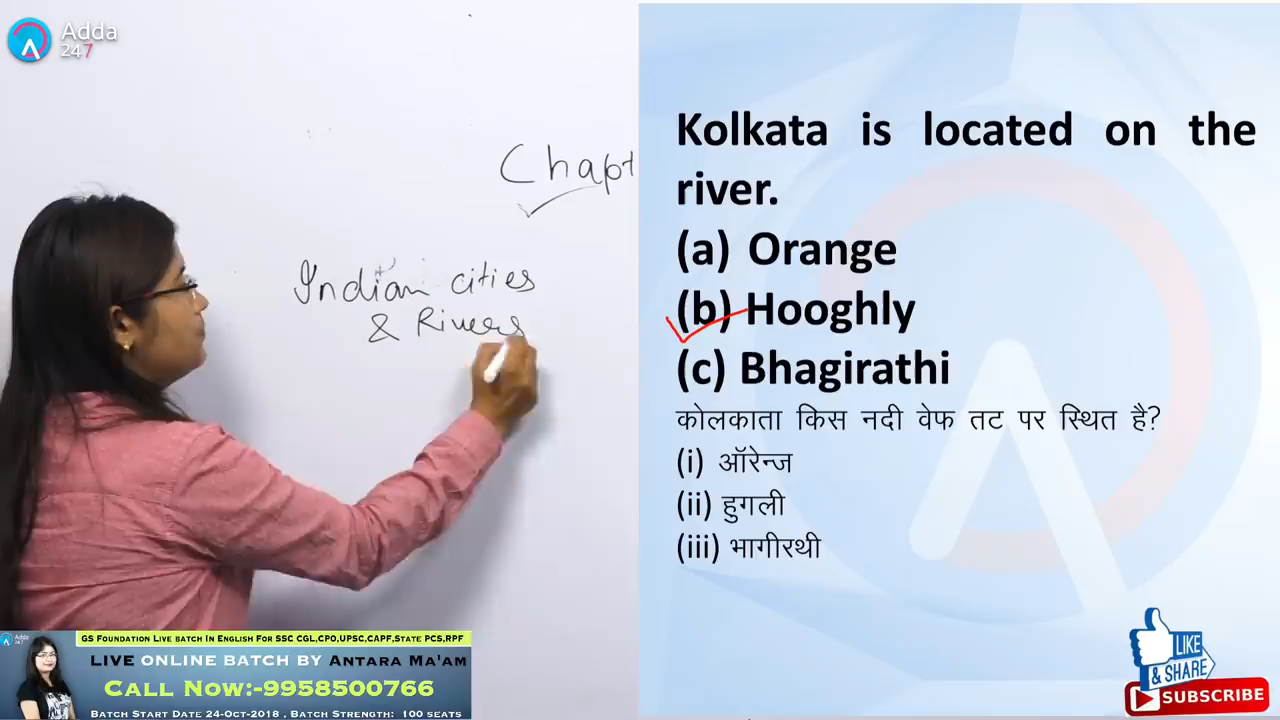 Adda
247
Chapt
Indian cities
& Rivers
Kolkata is located on the
river.
(a) Orange
(b) Hooghly
(c) Bhagirathi
कोलकाता किस नदी वेफ तट पर स्थित है?
(i) ऑरेन्ज
(ii) हुगली
(iii) भागीरथी
Adda
247
GS Foundation Live batch In English For SSC CGL,CPO,UPSC,CAPF,State PCS,RPF
LIVE ONLINE BATCH BY Antara Ma'am
Call Now:-9958500766
Batch Start Date 24-Oct-2018 , Batch Strength: 100 seats
LIKE
& SHARE
SUBSCRIBE